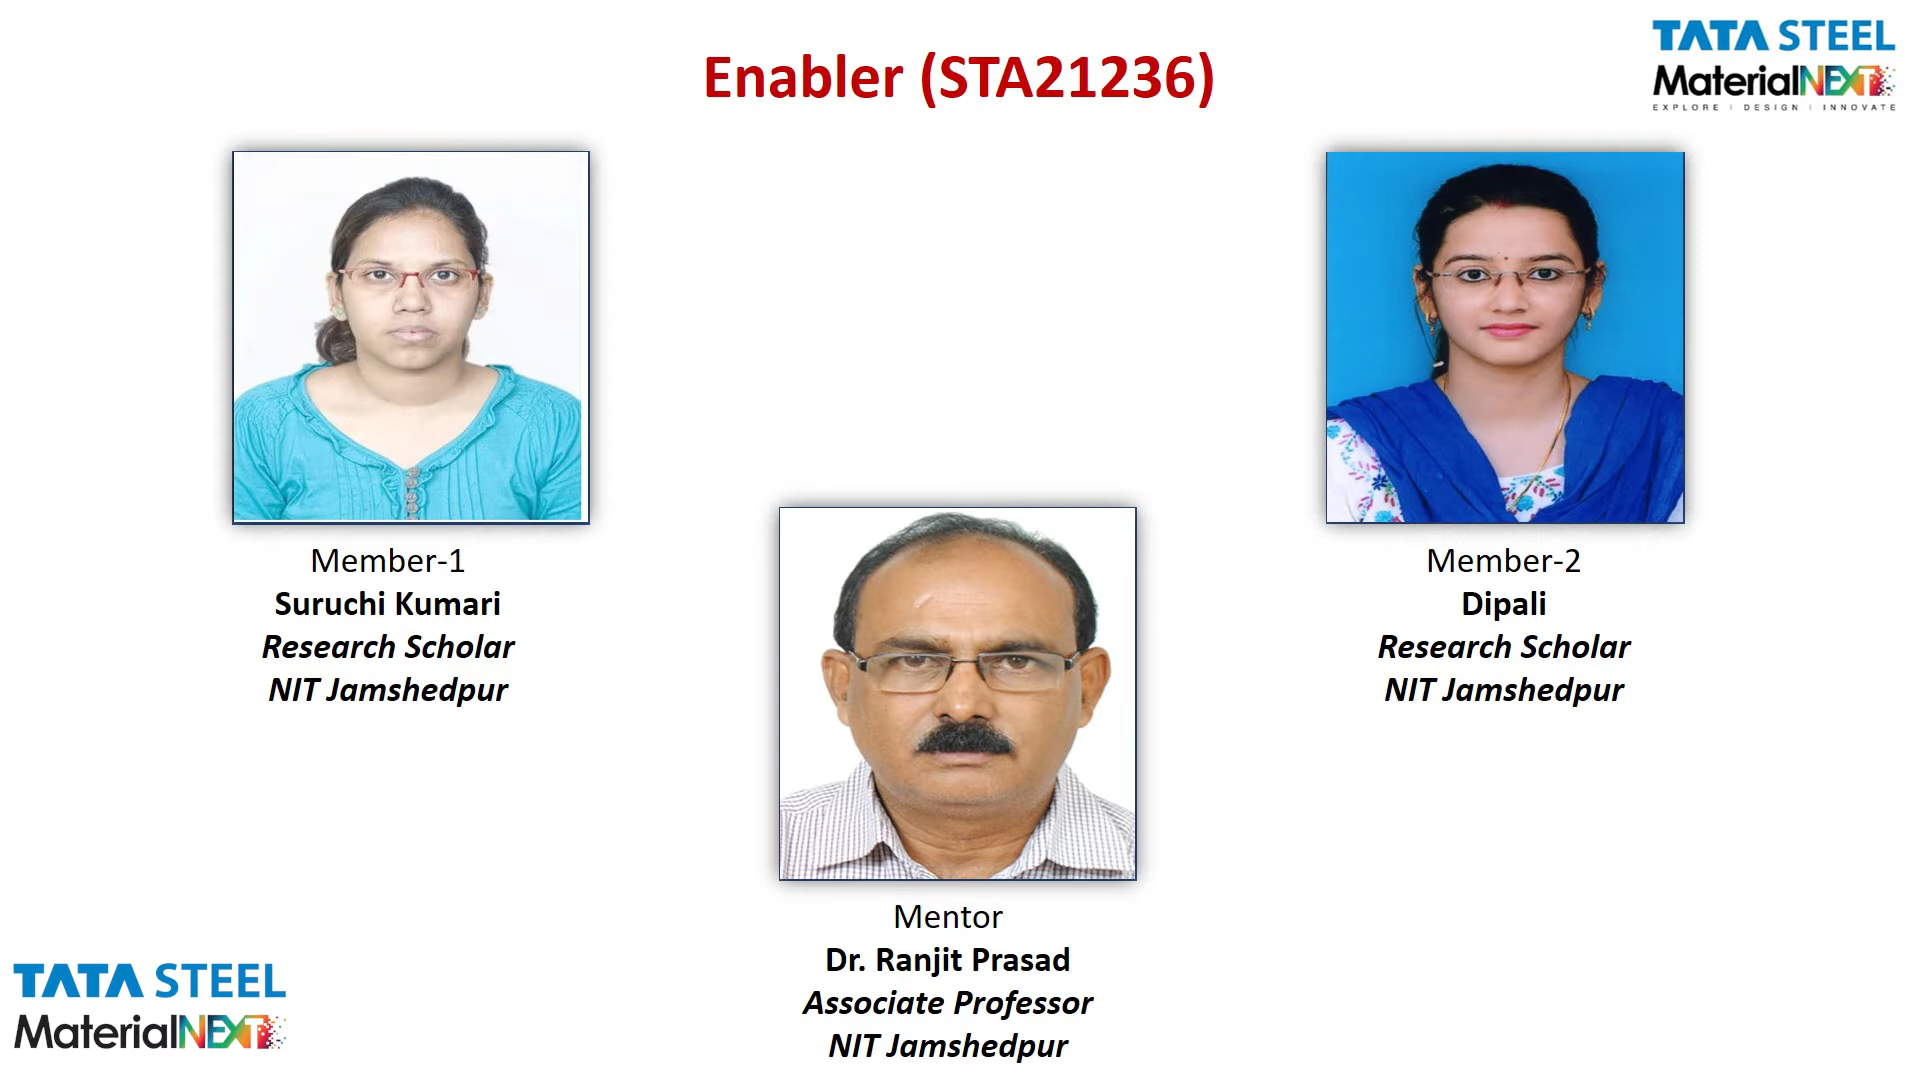 Enabler (STA21236)
TATA STEEL
MaterialNEXT
EXPLORE | DESIGN | INNOVATE
Member-1
Suruchi Kumari
Research Scholar
NIT Jamshedpur
Member-2
Dipali
Research Scholar
NIT Jamshedpur
Mentor
Dr. Ranjit Prasad
Associate Professor
NIT Jamshedpur
TATA STEEL
MaterialNEXT